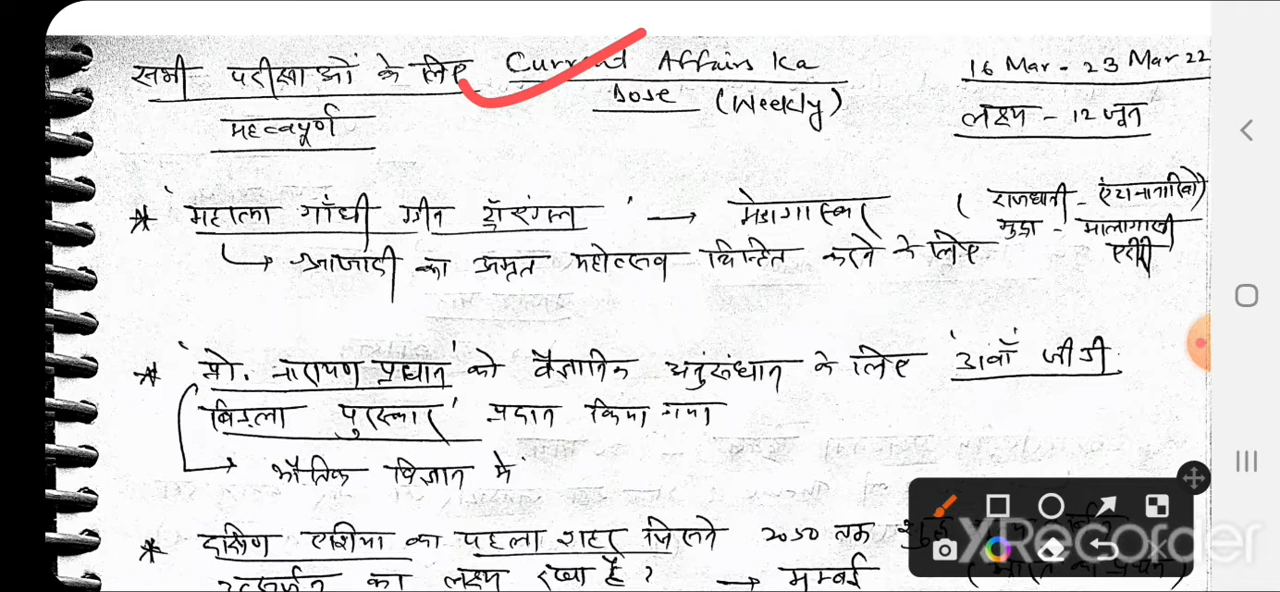 सभी परीक्षाओं के लिए Current Affairs Ka 16 Mar - 23 Mar 22
महत्वपूर्ण Dose (Weekly) लक्ष्य - 12 जून
* 'महात्मा गाँधी ग्रीन ट्राॅएंगल' → मेडागास्कर ( राजधानी - एंटानानारिवो)
मुद्रा - मालागासी
↳ आजादी का अमृत महोत्सव चिन्हित करने के लिए एरीरी
* 'प्रो. नारायण प्रधान' को वैज्ञानिक अनुसंधान के लिए '31वाँ जीडी
बिड़ला पुरस्कार' प्रदान किया गया
→ भौतिक विज्ञान में
* दक्षिण एशिया का पहला शहर जिसने 2050 तक
उत्सर्जन का लक्ष्य रखा है? → मुम्बई
XRecorder